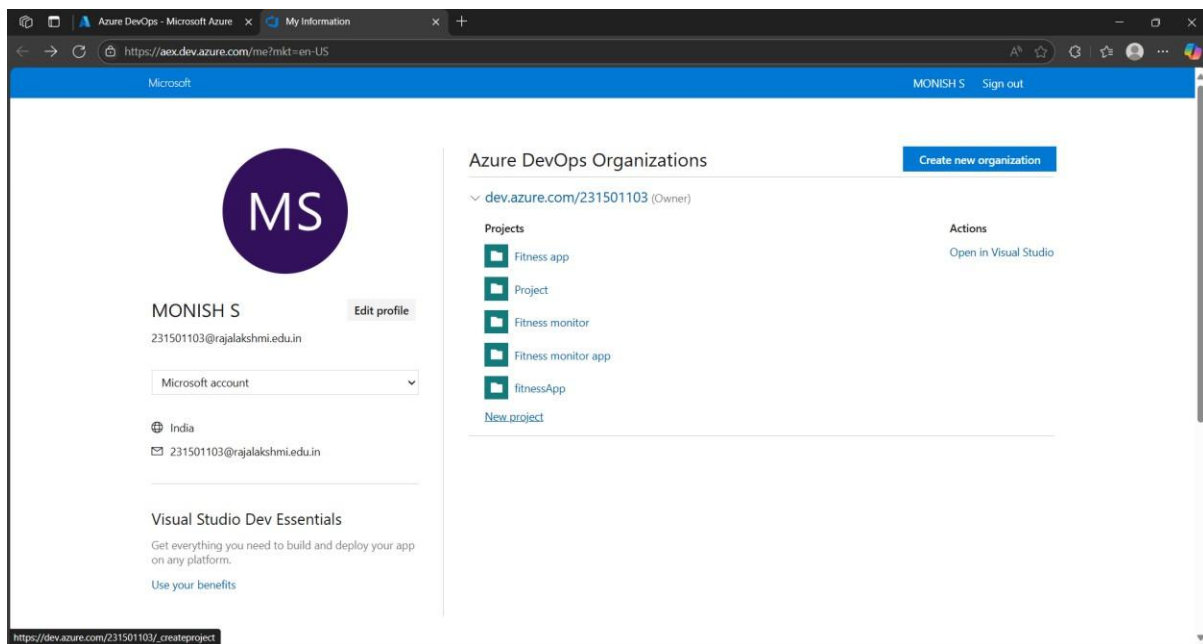 Azure DevOps - Microsoft Azure
My Information
https://aex.dev.azure.com/me?mkt=en-US
Microsoft
MONISH S
Sign out
MS
MONISH S
Edit profile
231501103@rajalakshmi.edu.in
Microsoft account
India
231501103@rajalakshmi.edu.in
Visual Studio Dev Essentials
Get everything you need to build and deploy your app
on any platform.
Use your benefits
Azure DevOps Organizations
Create new organization
dev.azure.com/231501103 (Owner)
Projects
Actions
Fitness app
Open in Visual Studio
Project
Fitness monitor
Fitness monitor app
fitnessApp
New project
https://dev.azure.com/231501103/_createproject